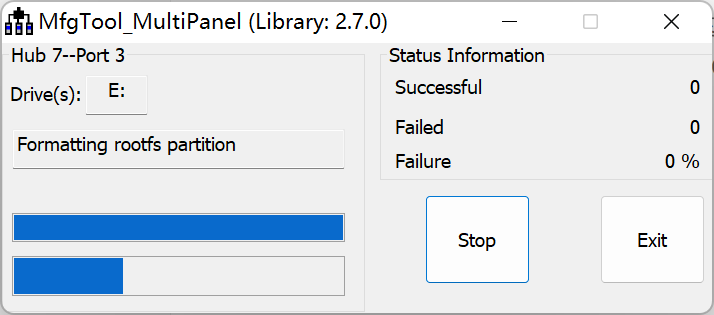 MfgTool_MultiPanel (Library: 2.7.0)
Hub 7--Port 3
Drive(s): E:
Formatting rootfs partition
Status Information
Successful 0
Failed 0
Failure 0 %
Stop Exit